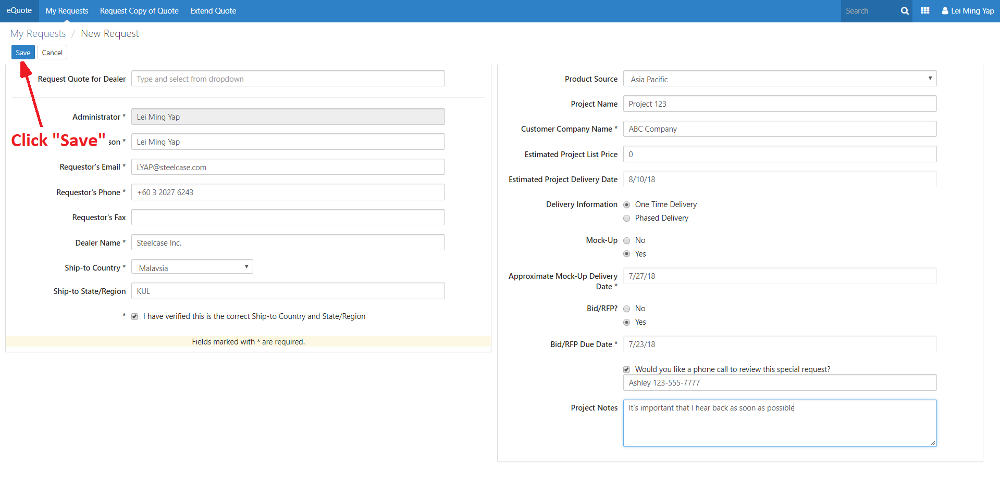 eQuote My Requests Request Copy of Quote Extend Quote Search Lei Ming Yap
My Requests / New Request
Save Cancel
Request Quote for Dealer Type and select from dropdown
Administrator * Lei Ming Yap
Click "Save" son * Lei Ming Yap
Requestor's Email * LYAP@steelcase.com
Requestor's Phone * +60 3 2027 6243
Requestor's Fax
Dealer Name * Steelcase Inc.
Ship-to Country * Malaysia
Ship-to State/Region KUL
* I have verified this is the correct Ship-to Country and State/Region
Fields marked with * are required.
Product Source Asia Pacific
Project Name Project 123
Customer Company Name * ABC Company
Estimated Project List Price 0
Estimated Project Delivery Date 8/10/18
Delivery Information One Time Delivery
Phased Delivery
Mock-Up No
Yes
Approximate Mock-Up Delivery 7/27/18
Date *
Bid/RFP? No
Yes
Bid/RFP Due Date * 7/23/18
Would you like a phone call to review this special request?
Ashley 123-555-7777
Project Notes It's important that I hear back as soon as possible